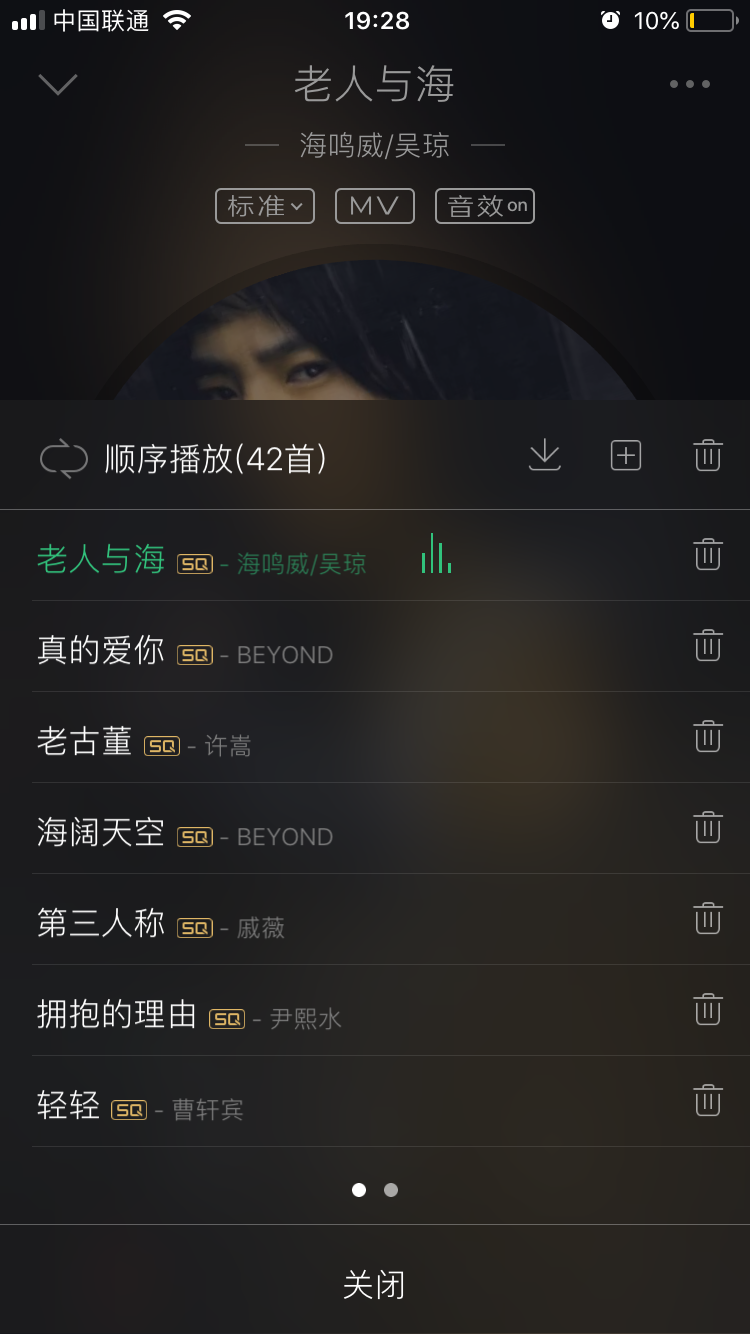 中国联通 19:28 10%
老人与海
海鸣威/吴琼
标准 MV 音效on
顺序播放(42首)
老人与海 SQ - 海鸣威/吴琼
真的爱你 SQ - BEYOND
老古董 SQ - 许嵩
海阔天空 SQ - BEYOND
第三人称 SQ - 戚薇
拥抱的理由 SQ - 尹熙水
轻轻 SQ - 曹轩宾
关闭